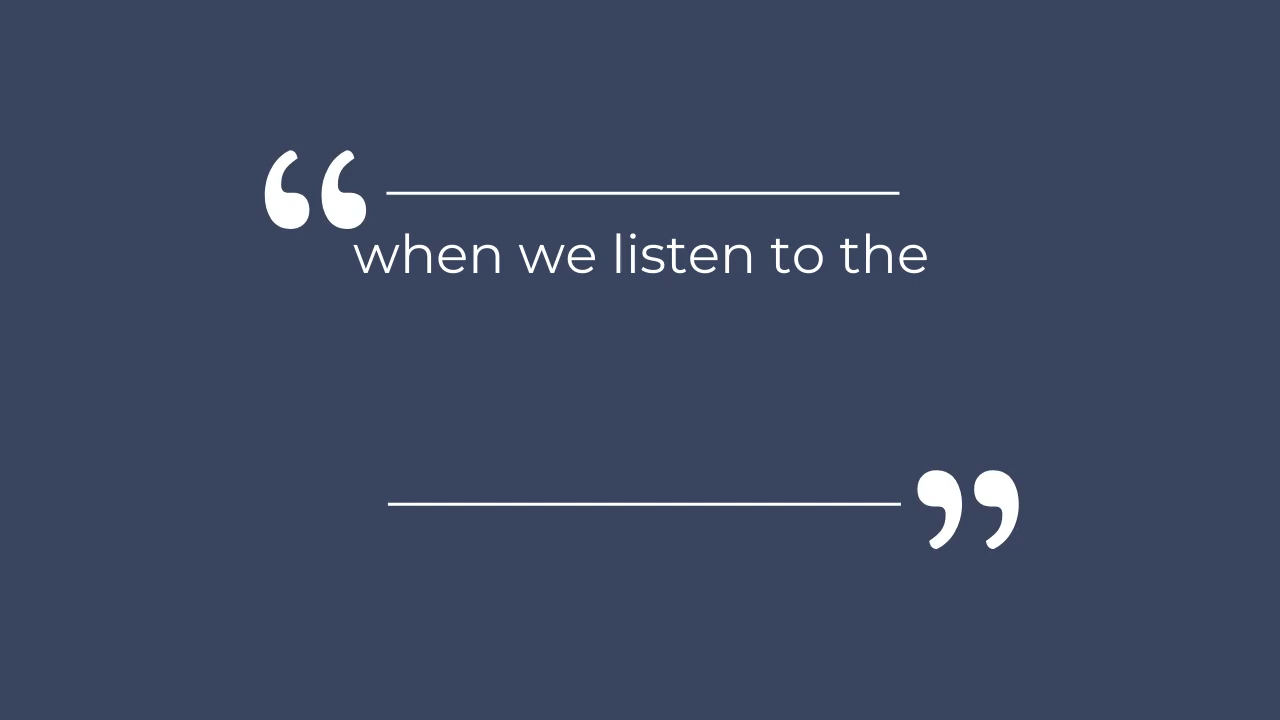 “
when we listen to the
”